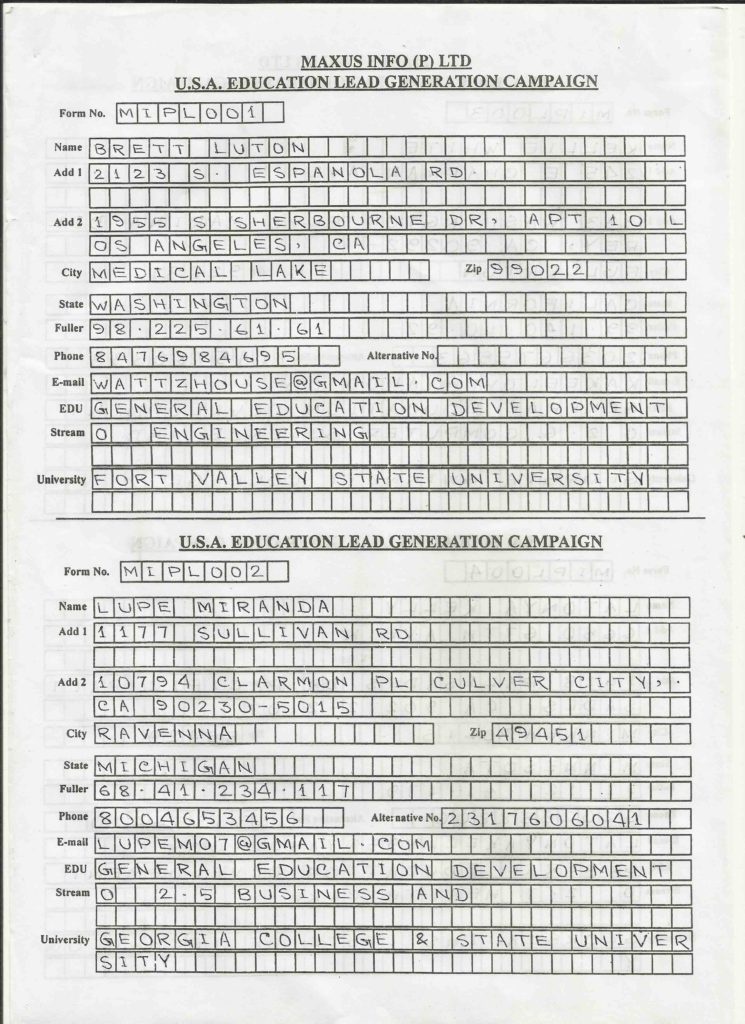 MAXUS INFO (P) LTD
U.S.A. EDUCATION LEAD GENERATION CAMPAIGN
Form No. MIPL001
Name BRETT LUTON
Add 1 2123 S. ESPANOLA RD.
Add 2 1955 S SHERBOURNE DR, APT 10 L
OS ANGELES, CA
City MEDICAL LAKE Zip 99022
State WASHINGTON
Fuller 98.225.61.61
Phone 8476984695 Alternative No.
E-mail WATTZHOUSE@GMAIL.COM
EDU GENERAL EDUCATION DEVELOPMENT
Stream 0 ENGINEERING
University FORT VALLEY STATE UNIVERSITY
U.S.A. EDUCATION LEAD GENERATION CAMPAIGN
Form No. MIPL002
Name LUPE MIRANDA
Add 1 1177 SULLIVAN RD
Add 2 10794 CLARMON PL CULVER CITY,.
CA 90230-5015
City RAVENNA Zip 49451
State MICHIGAN
Fuller 68.41.234.117
Phone 8004653456 Alternative No. 2317606041
E-mail LUPEM07@GMAIL.COM
EDU GENERAL EDUCATION DEVELOPMENT
Stream 0 2.5 BUSINESS AND
University GEORGIA COLLEGE & STATE UNIVER
SITY